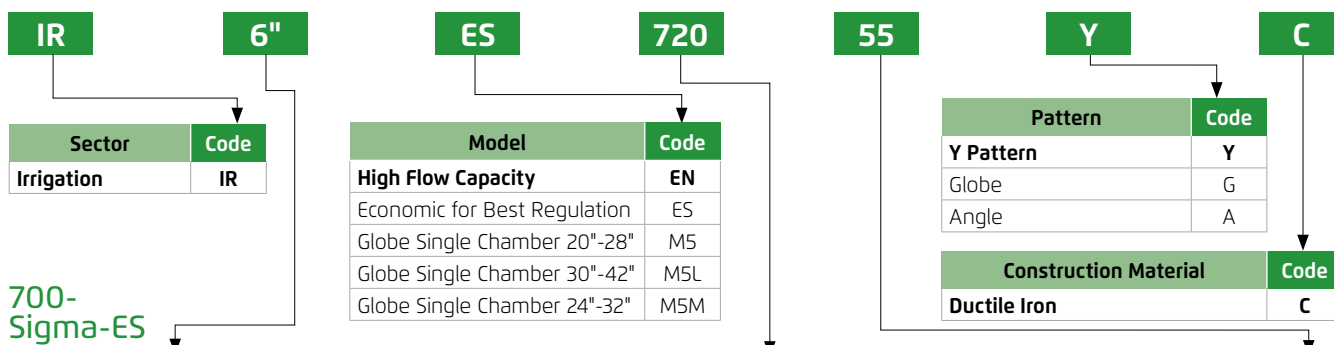 IR 6" ES 720 55 Y C
Sector Code
Irrigation IR
Model Code
High Flow Capacity EN
Economic for Best Regulation ES
Globe Single Chamber 20"-28" M5
Globe Single Chamber 30"-42" M5L
Globe Single Chamber 24"-32" M5M
Pattern Code
Y Pattern Y
Globe G
Angle A
Construction Material Code
Ductile Iron C
700-
Sigma-ES